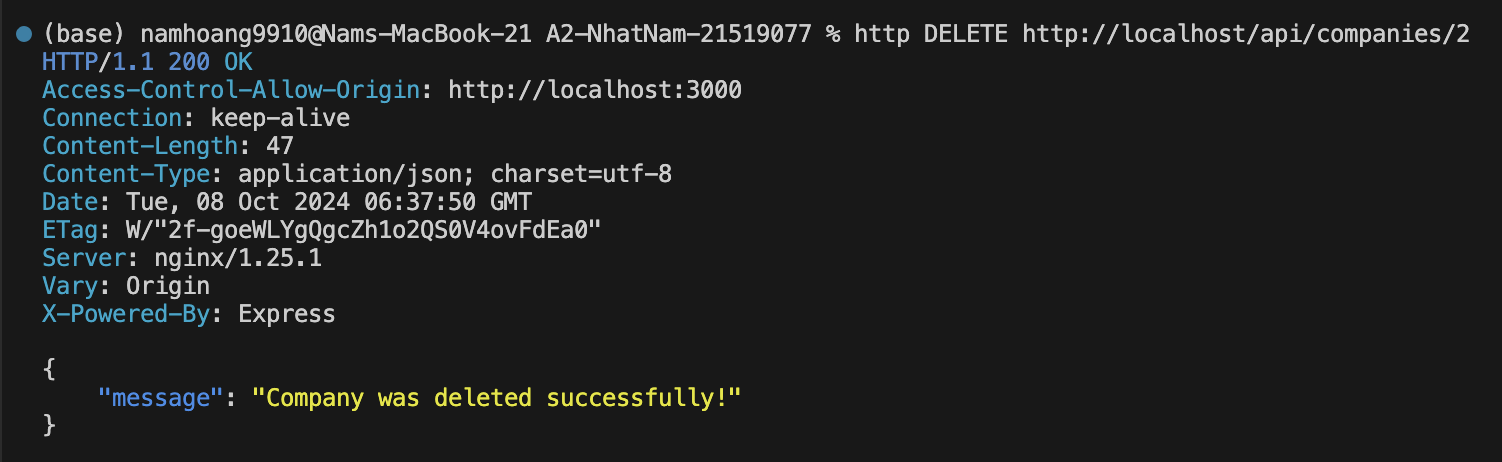 (base) namhoang9910@Nams-MacBook-21 A2-NhatNam-21519077 % http DELETE http://localhost/api/companies/2
HTTP/1.1 200 OK
Access-Control-Allow-Origin: http://localhost:3000
Connection: keep-alive
Content-Length: 47
Content-Type: application/json; charset=utf-8
Date: Tue, 08 Oct 2024 06:37:50 GMT
ETag: W/"2f-goeWLYgQgcZh1o2QS0V4ovFdEa0"
Server: nginx/1.25.1
Vary: Origin
X-Powered-By: Express

{
    "message": "Company was deleted successfully!"
}